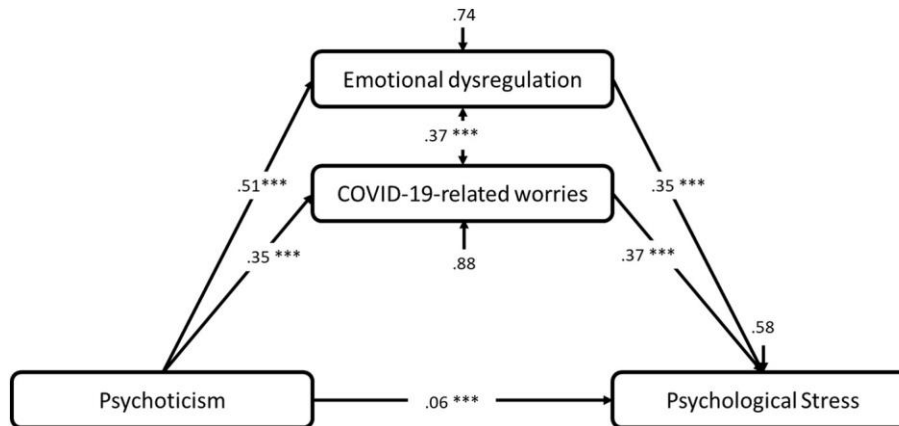 .74
Emotional dysregulation
.37 ***
.51***
.35 ***
COVID-19-related worries
.35 ***
.37 ***
.88
.58
Psychoticism
.06 ***
Psychological Stress